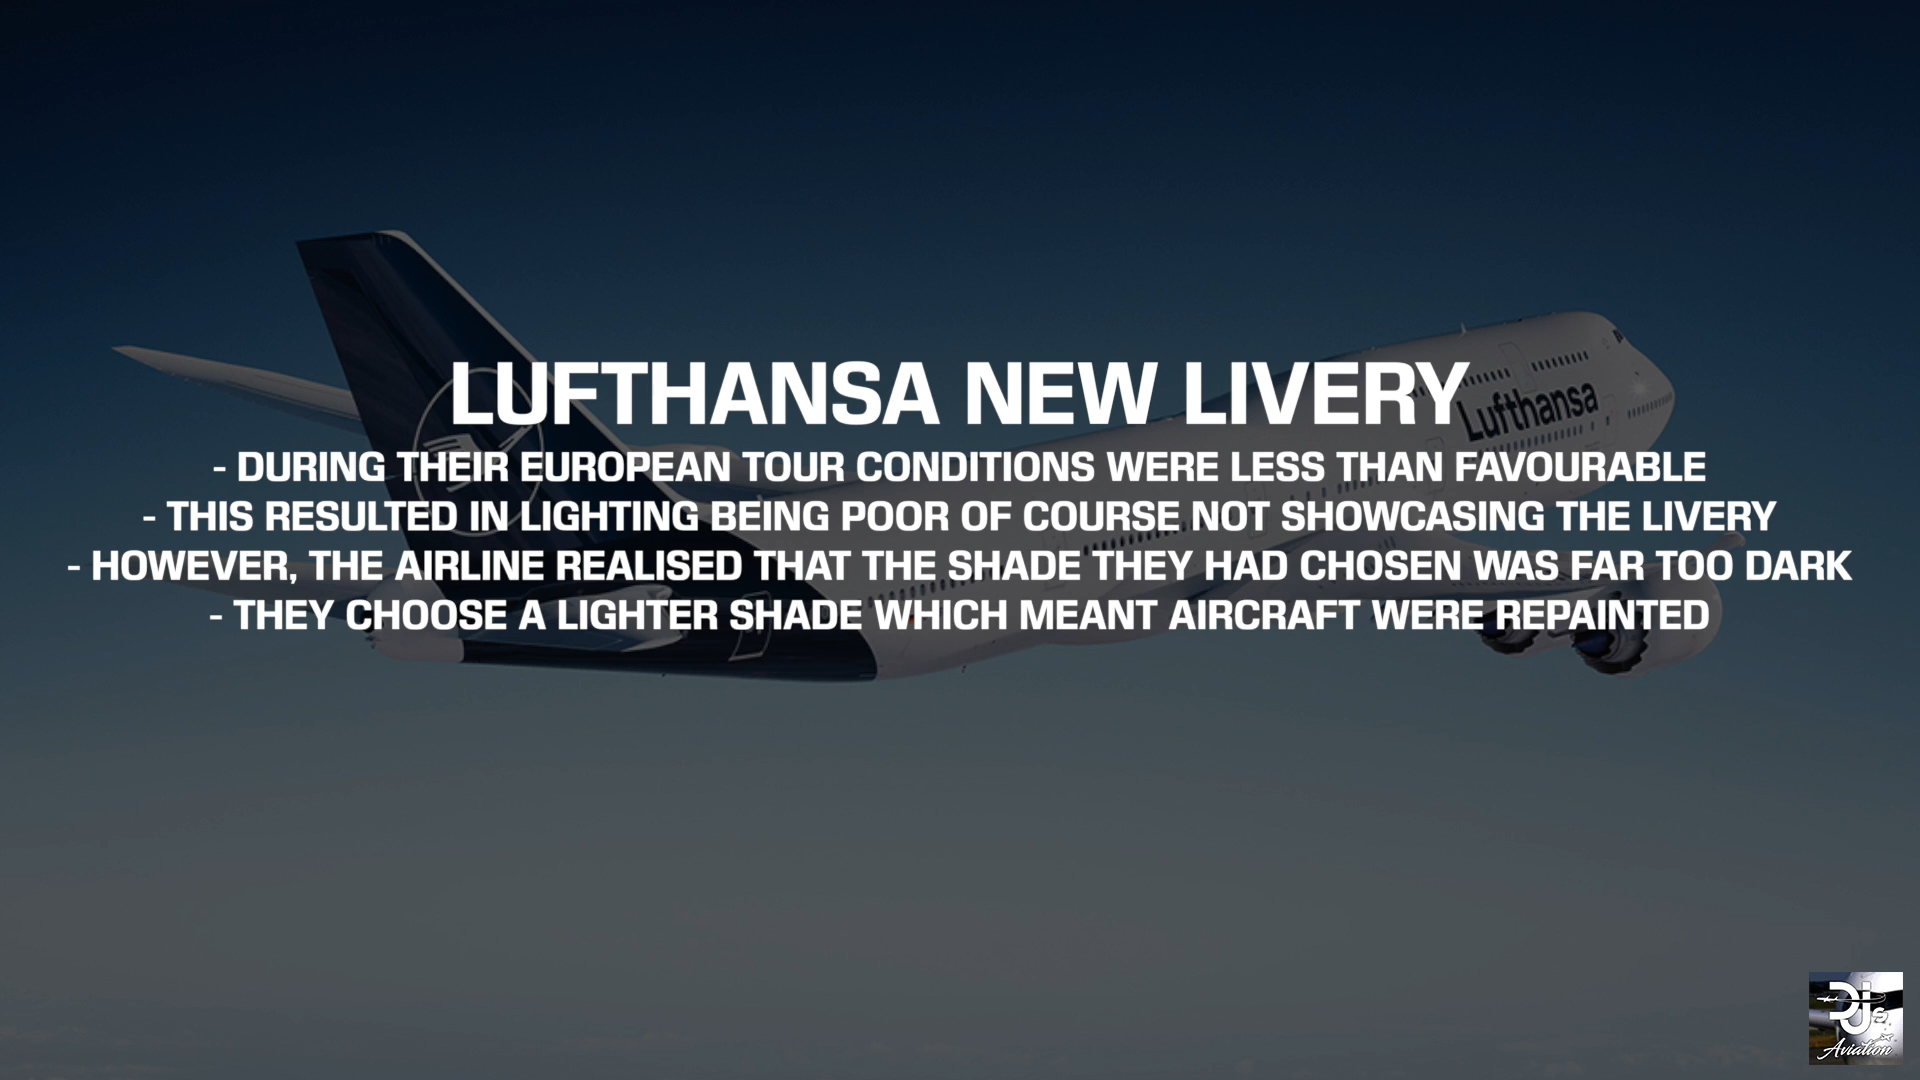 LUFTHANSA NEW LIVERY
- DURING THEIR EUROPEAN TOUR CONDITIONS WERE LESS THAN FAVOURABLE
- THIS RESULTED IN LIGHTING BEING POOR OF COURSE NOT SHOWCASING THE LIVERY
- HOWEVER, THE AIRLINE REALISED THAT THE SHADE THEY HAD CHOSEN WAS FAR TOO DARK
- THEY CHOOSE A LIGHTER SHADE WHICH MEANT AIRCRAFT WERE REPAINTED
Lufthansa
DJs
Aviation